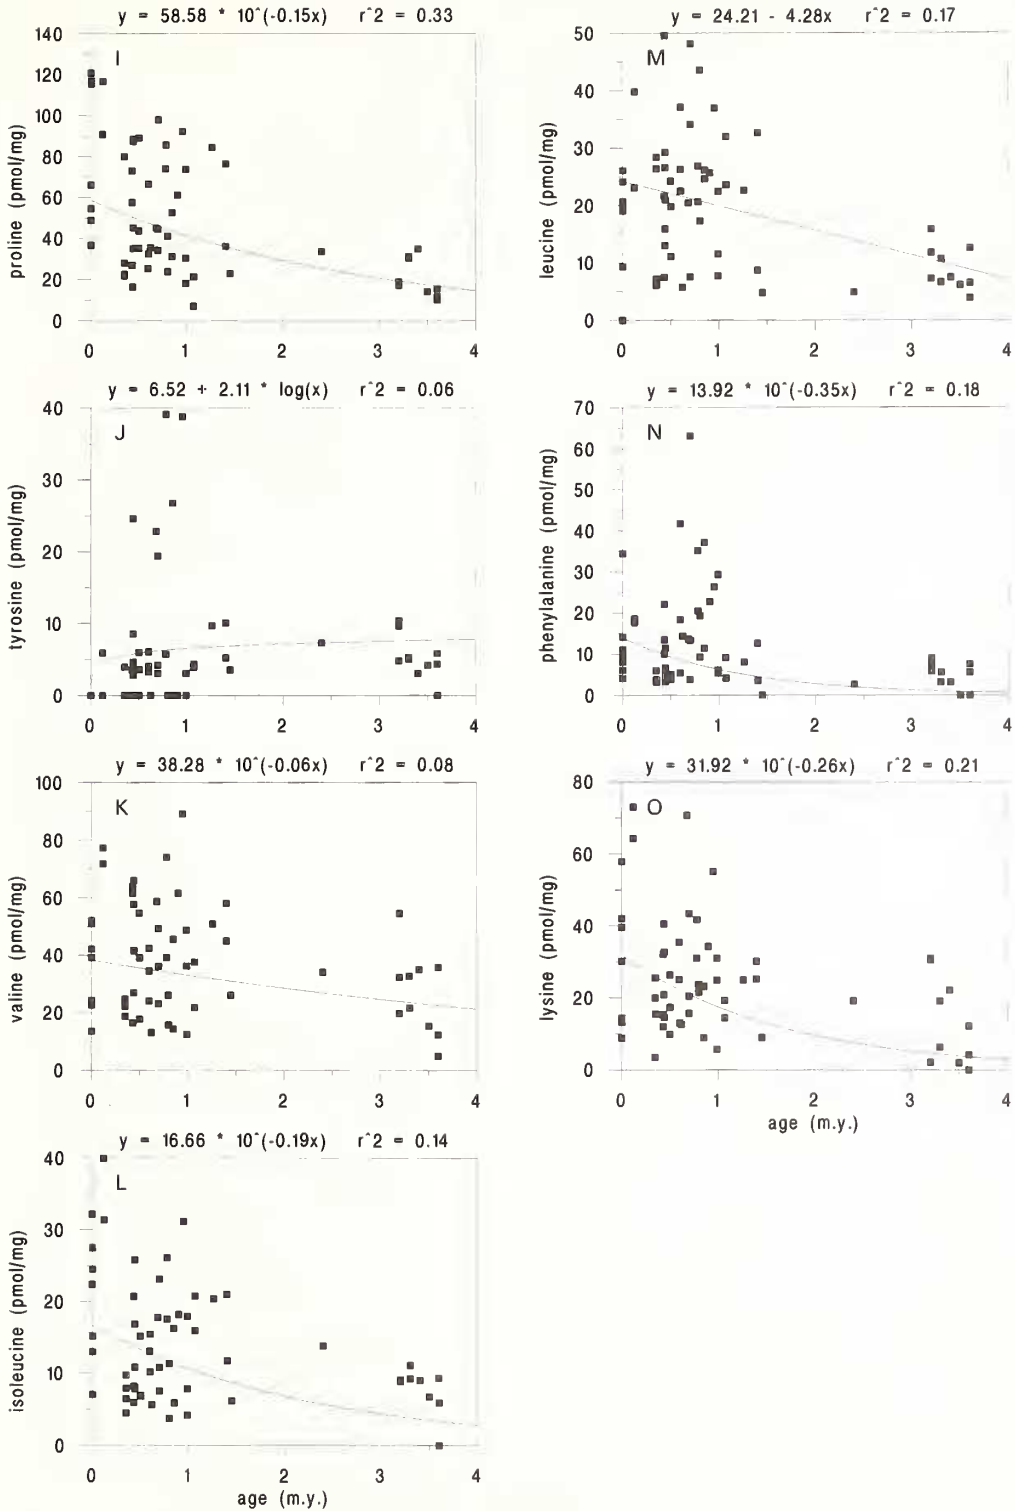 y = 58.58 * 10^(-0.15x) r^2 = 0.33
140
120
100
80
60
40
20
0
I
proline (pmol/mg)
0 1 2 3 4
y = 6.52 + 2.11 * log(x) r^2 = 0.06
40
30
20
10
0
J
tyrosine (pmol/mg)
0 1 2 3 4
y = 38.28 * 10^(-0.06x) r^2 = 0.08
100
80
60
40
20
0
K
valine (pmol/mg)
0 1 2 3 4
y = 16.66 * 10^(-0.19x) r^2 = 0.14
40
30
20
10
0
L
isoleucine (pmol/mg)
0 1 2 3 4
age (m.y.)
y = 24.21 - 4.28x r^2 = 0.17
50
40
30
20
10
0
M
leucine (pmol/mg)
0 1 2 3 4
y = 13.92 * 10^(-0.35x) r^2 = 0.18
70
60
50
40
30
20
10
0
N
phenylalanine (pmol/mg)
0 1 2 3 4
y = 31.92 * 10^(-0.26x) r^2 = 0.21
80
60
40
20
0
O
lysine (pmol/mg)
0 1 2 3 4
age (m.y.)